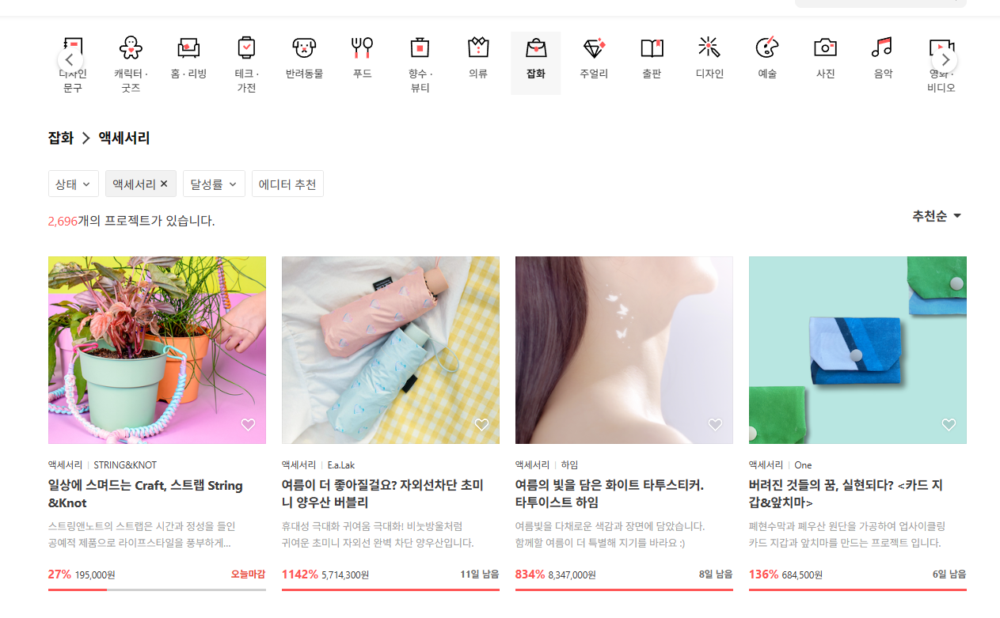 디자인
문구
캐릭터 ·
굿즈
홈 · 리빙
테크 ·
가전
반려동물
푸드
향수 ·
뷰티
의류
잡화
주얼리
출판
디자인
예술
사진
음악
영화 ·
비디오
잡화 > 액세서리
상태
액세서리 ✕
달성률
에디터 추천
2,696개의 프로젝트가 있습니다.
추천순
액세서리 | STRING&KNOT
일상에 스며드는 Craft, 스트랩 String
&Knot
스트링앤노트의 스트랩은 시간과 정성을 들인
공예적 제품으로 라이프스타일을 풍부하게...
27% 195,000원
오늘마감
액세서리 | E.a.Lak
여름이 더 좋아질걸요? 자외선차단 초미
니 양우산 버블리
휴대성 극대화 귀여움 극대화! 비눗방울처럼
귀여운 초미니 자외선 완벽 차단 양우산입니다.
1142% 5,714,300원
11일 남음
액세서리 | 하임
여름의 빛을 담은 화이트 타투스티커.
타투이스트 하임
여름빛을 다채로운 색감과 장면에 담았습니다.
함께할 여름이 더 특별해 지기를 바라요 :)
834% 8,347,000원
8일 남음
액세서리 | One
버려진 것들의 꿈, 실현되다? <카드 지
갑&앞치마>
폐현수막과 폐우산 원단을 가공하여 업사이클링
카드 지갑과 앞치마를 만드는 프로젝트 입니다.
136% 684,500원
6일 남음